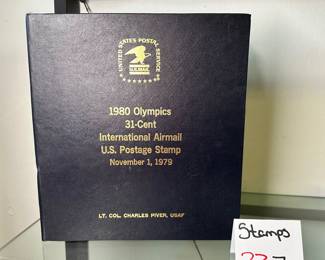 UNITED STATES POSTAL SERVICE
U.S.MAIL
1980 Olympics
31-Cent
International Airmail
U.S. Postage Stamp
November 1, 1979
LT. COL. CHARLES PIVER, USAF
Stamps